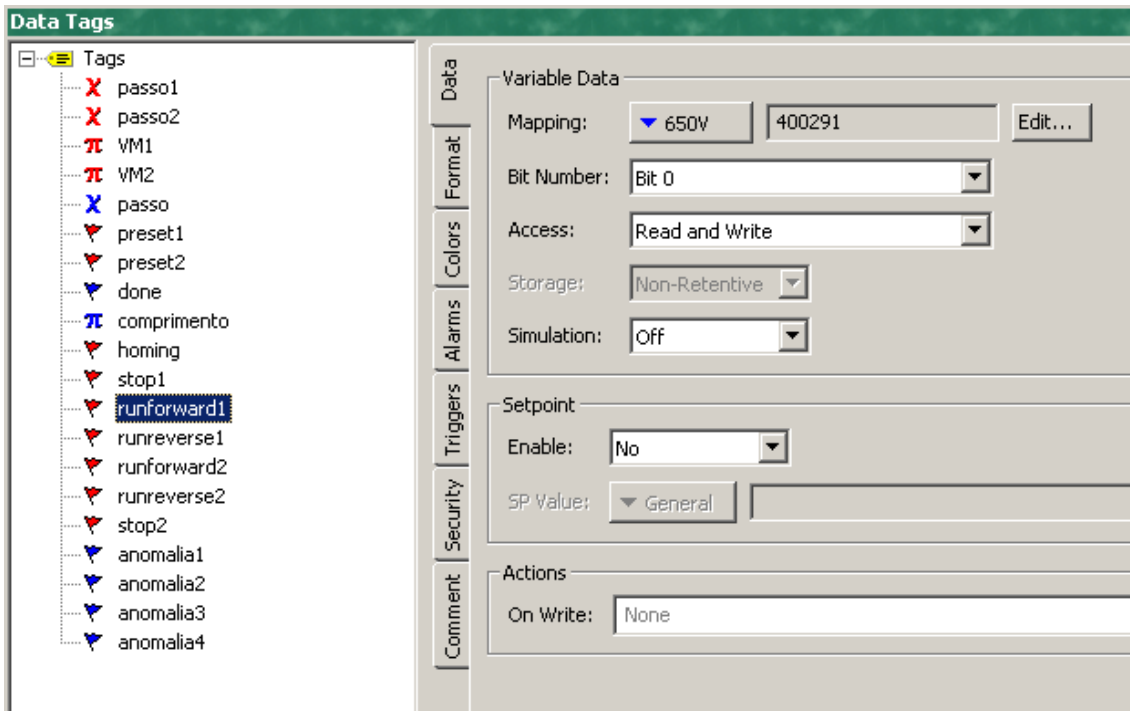 Data Tags
Tags
passo1
passo2
VM1
VM2
passo
preset1
preset2
done
comprimento
homing
stop1
runforward1
runreverse1
runforward2
runreverse2
stop2
anomalia1
anomalia2
anomalia3
anomalia4
Data
Format
Colors
Alarms
Triggers
Security
Comment
Variable Data
Mapping: 650V 400291 Edit...
Bit Number: Bit 0
Access: Read and Write
Storage: Non-Retentive
Simulation: Off
Setpoint
Enable: No
SP Value: General
Actions
On Write: None